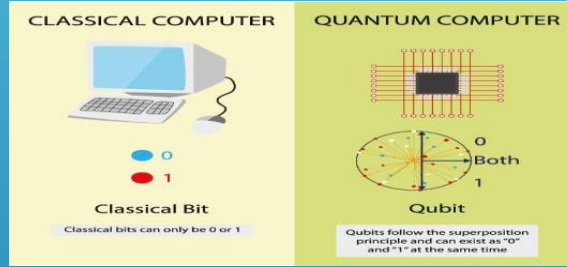 CLASSICAL COMPUTER
0
1
Classical Bit
Classical bits can only be 0 or 1
QUANTUM COMPUTER
0
Both
1
Qubit
Qubits follow the superposition
principle and can exist as "0"
and "1" at the same time